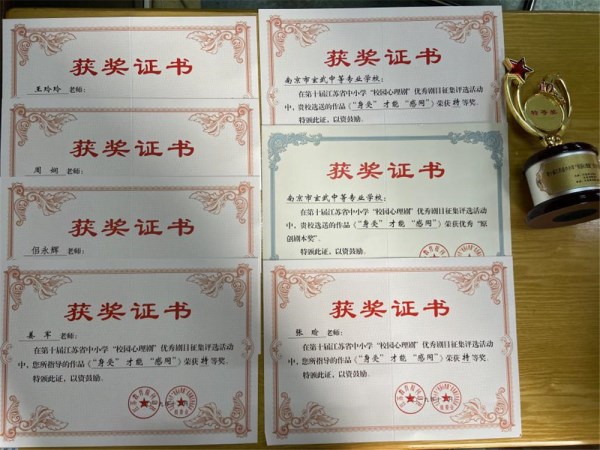 获奖证书
王玲玲 老师：
获奖证书
周 炯 老师：
获奖证书
老师：
获奖证书
姜 军 老师：
在第十届江苏省中小学“校园心理剧”优秀剧目征集评选活动
中，您所指导的作品（“身受”才能“感同”）荣获特等奖。
特颁此证，以资鼓励。
获奖证书
南京市玄武中等专业学校：
在第十届江苏省中小学“校园心理剧”优秀剧目征集评选活动
中，贵校选送的作品（“身受”才能“感同”）荣获特等奖。
特颁此证，以资鼓励。
获奖证书
南京市玄武中等专业学校：
在第十届江苏省中小学“校园心理剧”优秀剧目征集评选活动
中，贵校选送的作品（“身受”才能“感同”）荣获优秀“原
创剧本奖”。
特颁此证，以资鼓励。
获奖证书
张 玲 老师：
在第十届江苏省中小学“校园心理剧”优秀剧目征集评选活动
中，您所指导的作品（“身受”才能“感同”）荣获特等奖。
特颁此证，以资鼓励。
特等奖